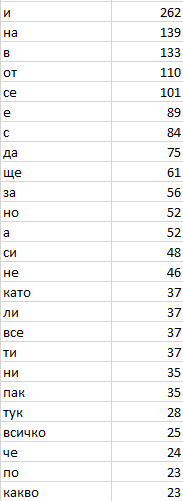 и 262
на 139
в 133
от 110
се 101
е 89
с 84
да 75
ще 61
за 56
но 52
а 52
си 48
не 46
като 37
ли 37
все 37
ти 37
ни 35
пак 35
тук 28
всичко 25
че 24
по 23
какво 23